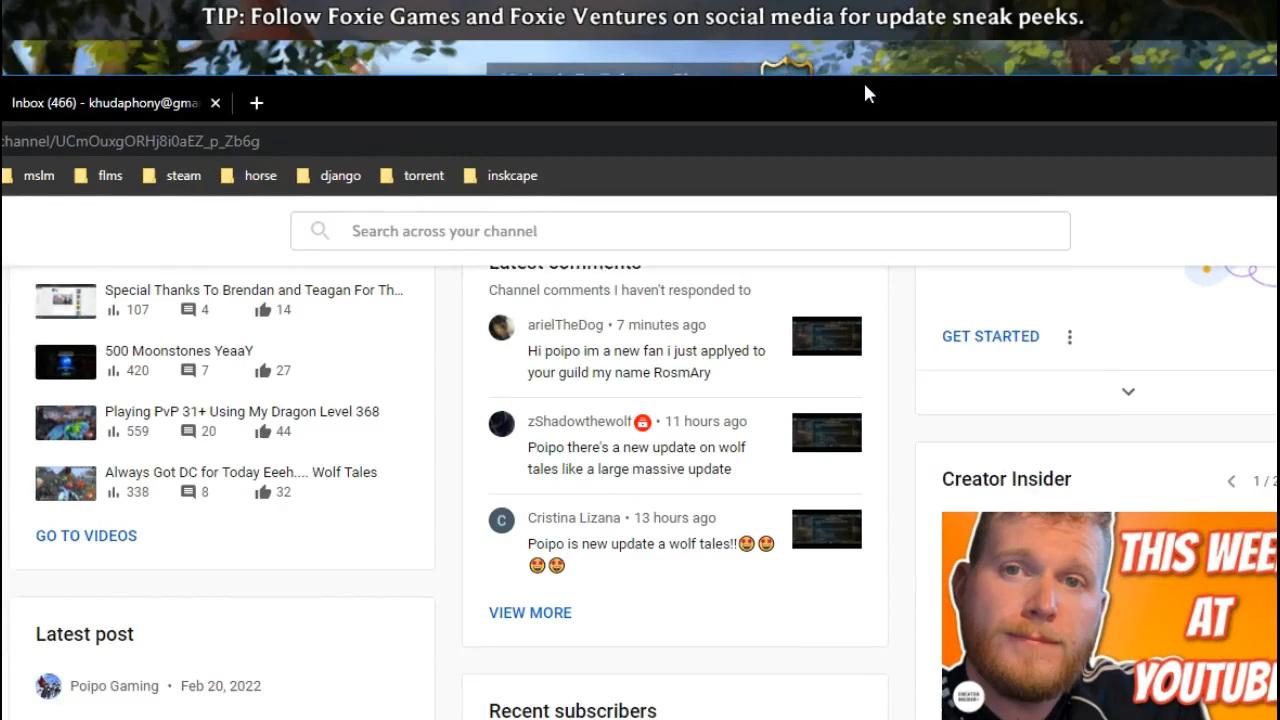 TIP: Follow Foxie Games and Foxie Ventures on social media for update sneak peeks.
Inbox (466) - khudaphony@gma
channel/UCmOuxgORHj8i0aEZ_p_Zb6g
mslm flms steam horse django torrent inskcape
Search across your channel
Special Thanks To Brendan and Teagan For Th...
107 4 14
500 Moonstones YeaaY
420 7 27
Playing PvP 31+ Using My Dragon Level 368
559 20 44
Always Got DC for Today Eeeh.... Wolf Tales
338 8 32
GO TO VIDEOS
Latest post
Poipo Gaming • Feb 20, 2022
Latest comments
Channel comments I haven't responded to
arielTheDog • 7 minutes ago
Hi poipo im a new fan i just applyed to
your guild my name RosmAry
zShadowthewolf • 11 hours ago
Poipo there's a new update on wolf
tales like a large massive update
C
Cristina Lizana • 13 hours ago
Poipo is new update a wolf tales!!🤩🤩
🤩🤩
VIEW MORE
Recent subscribers
GET STARTED
Creator Insider
1 / 2
THIS WEE
AT
YOUTUB
CREATOR
INSIDER